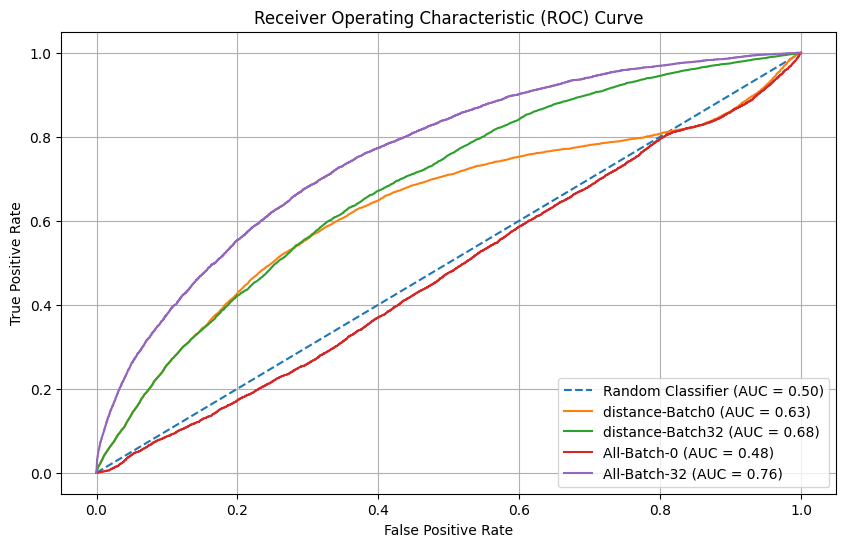 Receiver Operating Characteristic (ROC) Curve
True Positive Rate
1.0
0.8
0.6
0.4
0.2
0.0
Random Classifier (AUC = 0.50)
distance-Batch0 (AUC = 0.63)
distance-Batch32 (AUC = 0.68)
All-Batch-0 (AUC = 0.48)
All-Batch-32 (AUC = 0.76)
0.0 0.2 0.4 0.6 0.8 1.0
False Positive Rate